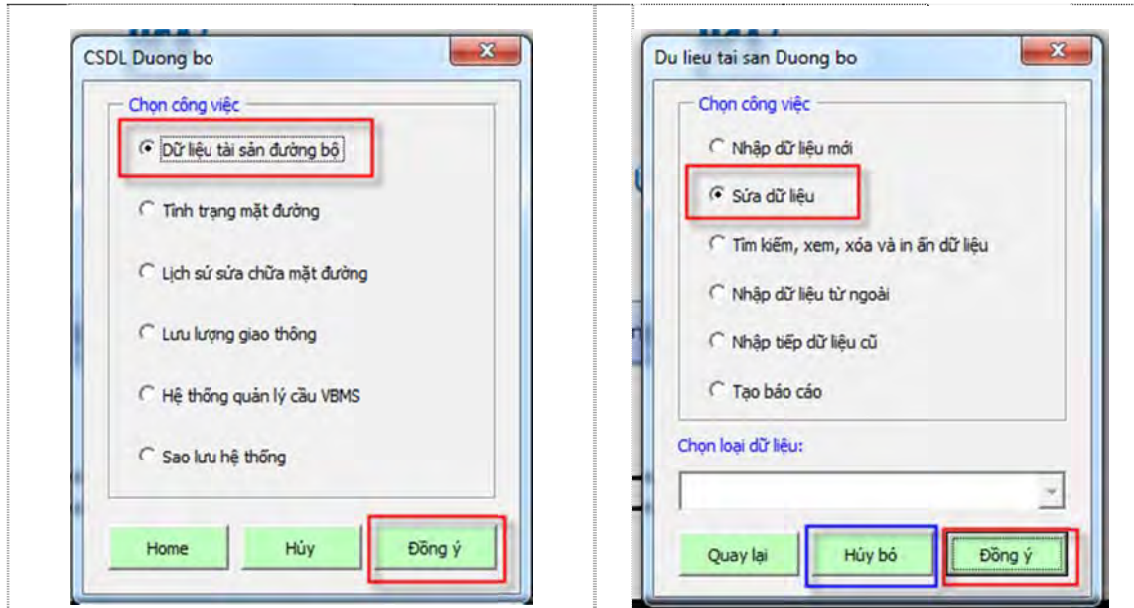 CSDL Duong bo
Chọn công việc
Dữ liệu tài sản đường bộ
Tình trạng mặt đường
Lịch sử sửa chữa mặt đường
Lưu lượng giao thông
Hệ thống quản lý cầu VBMS
Sao lưu hệ thống
Home
Hủy
Đồng ý
Du lieu tai san Duong bo
Chọn công việc
Nhập dữ liệu mới
Sửa dữ liệu
Tìm kiếm, xem, xóa và in ấn dữ liệu
Nhập dữ liệu từ ngoài
Nhập tiếp dữ liệu cũ
Tạo báo cáo
Chọn loại dữ liệu:
Quay lại
Hủy bỏ
Đồng ý